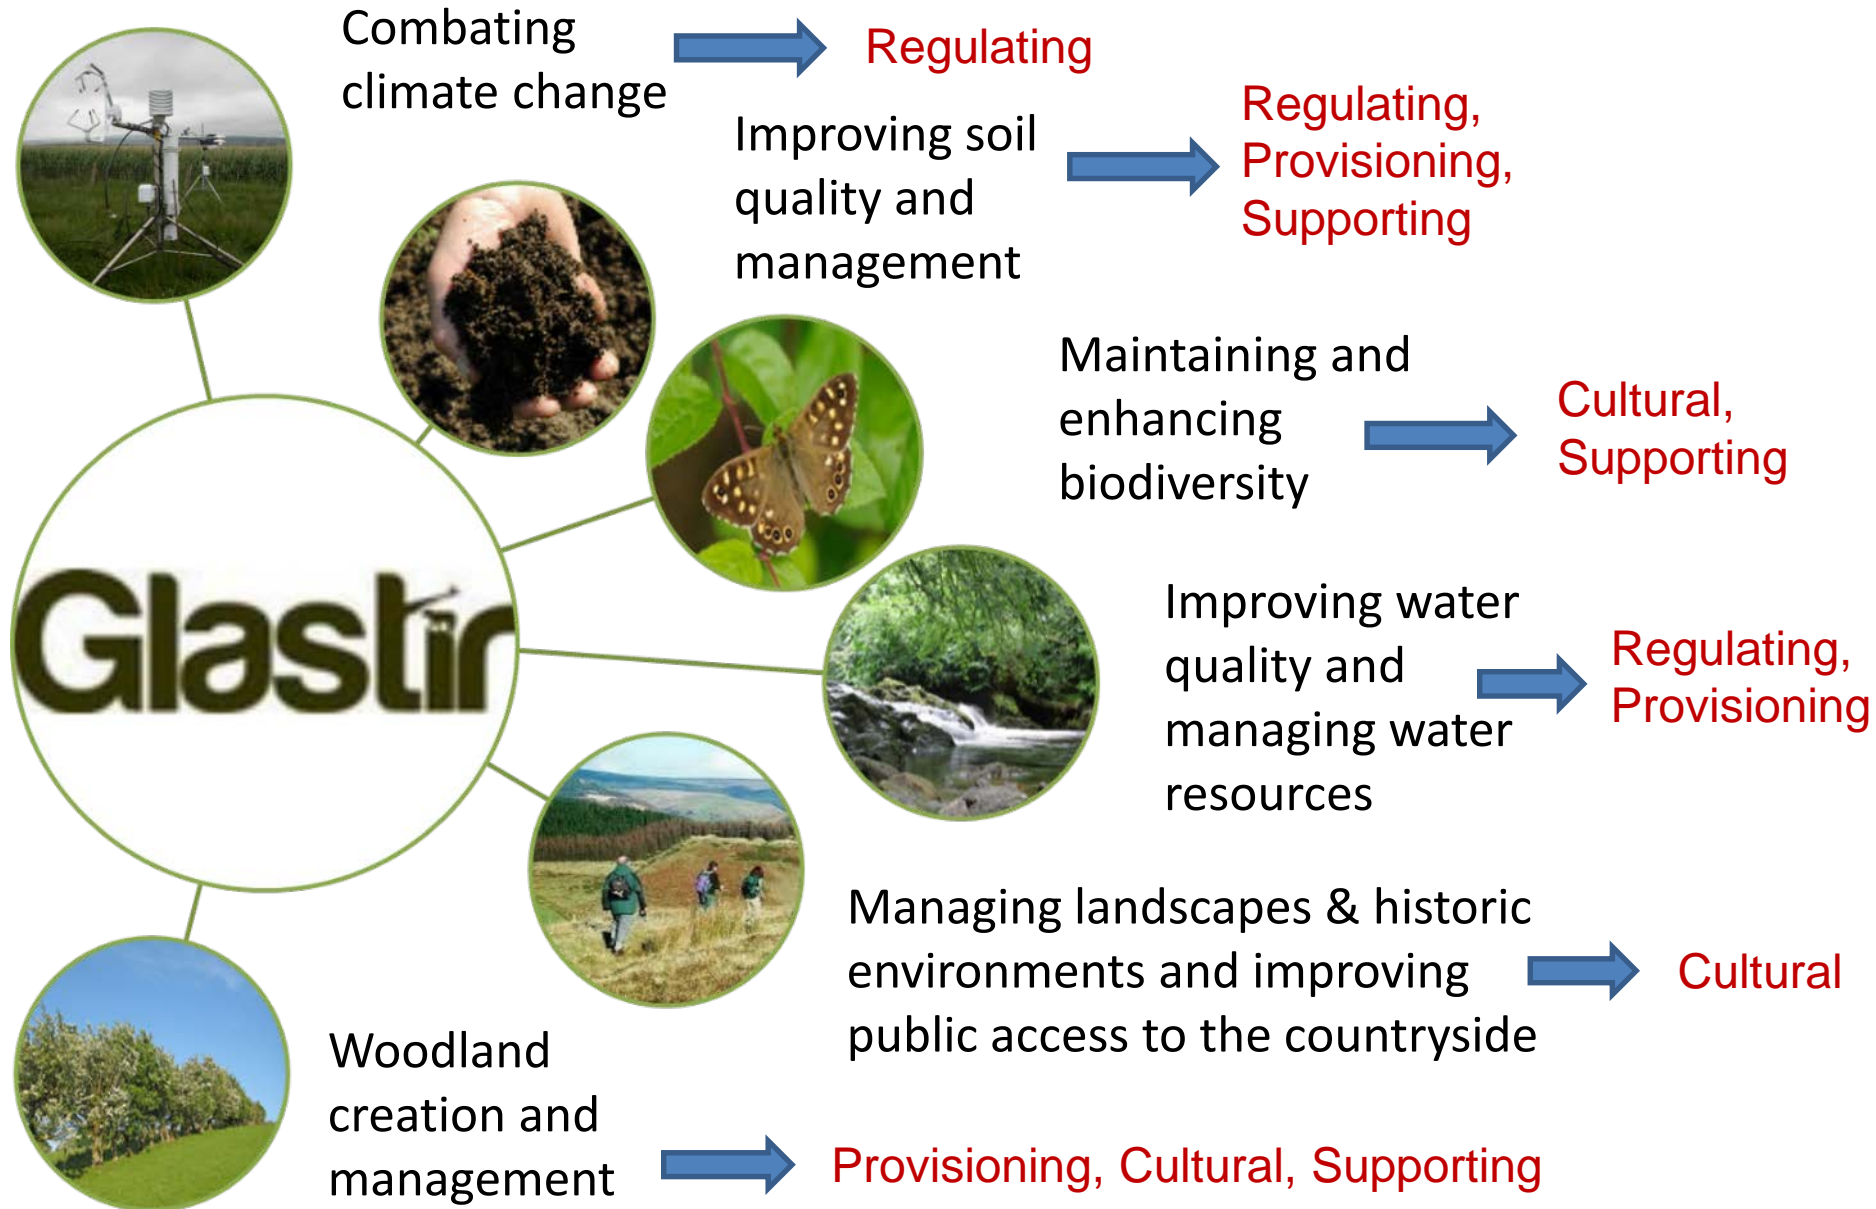 Combating
climate change
Regulating
Improving soil
quality and
management
Regulating,
Provisioning,
Supporting
Maintaining and
enhancing
biodiversity
Cultural,
Supporting
Glastir
Improving water
quality and
managing water
resources
Regulating,
Provisioning
Managing landscapes & historic
environments and improving
public access to the countryside
Cultural
Woodland
creation and
management
Provisioning, Cultural, Supporting